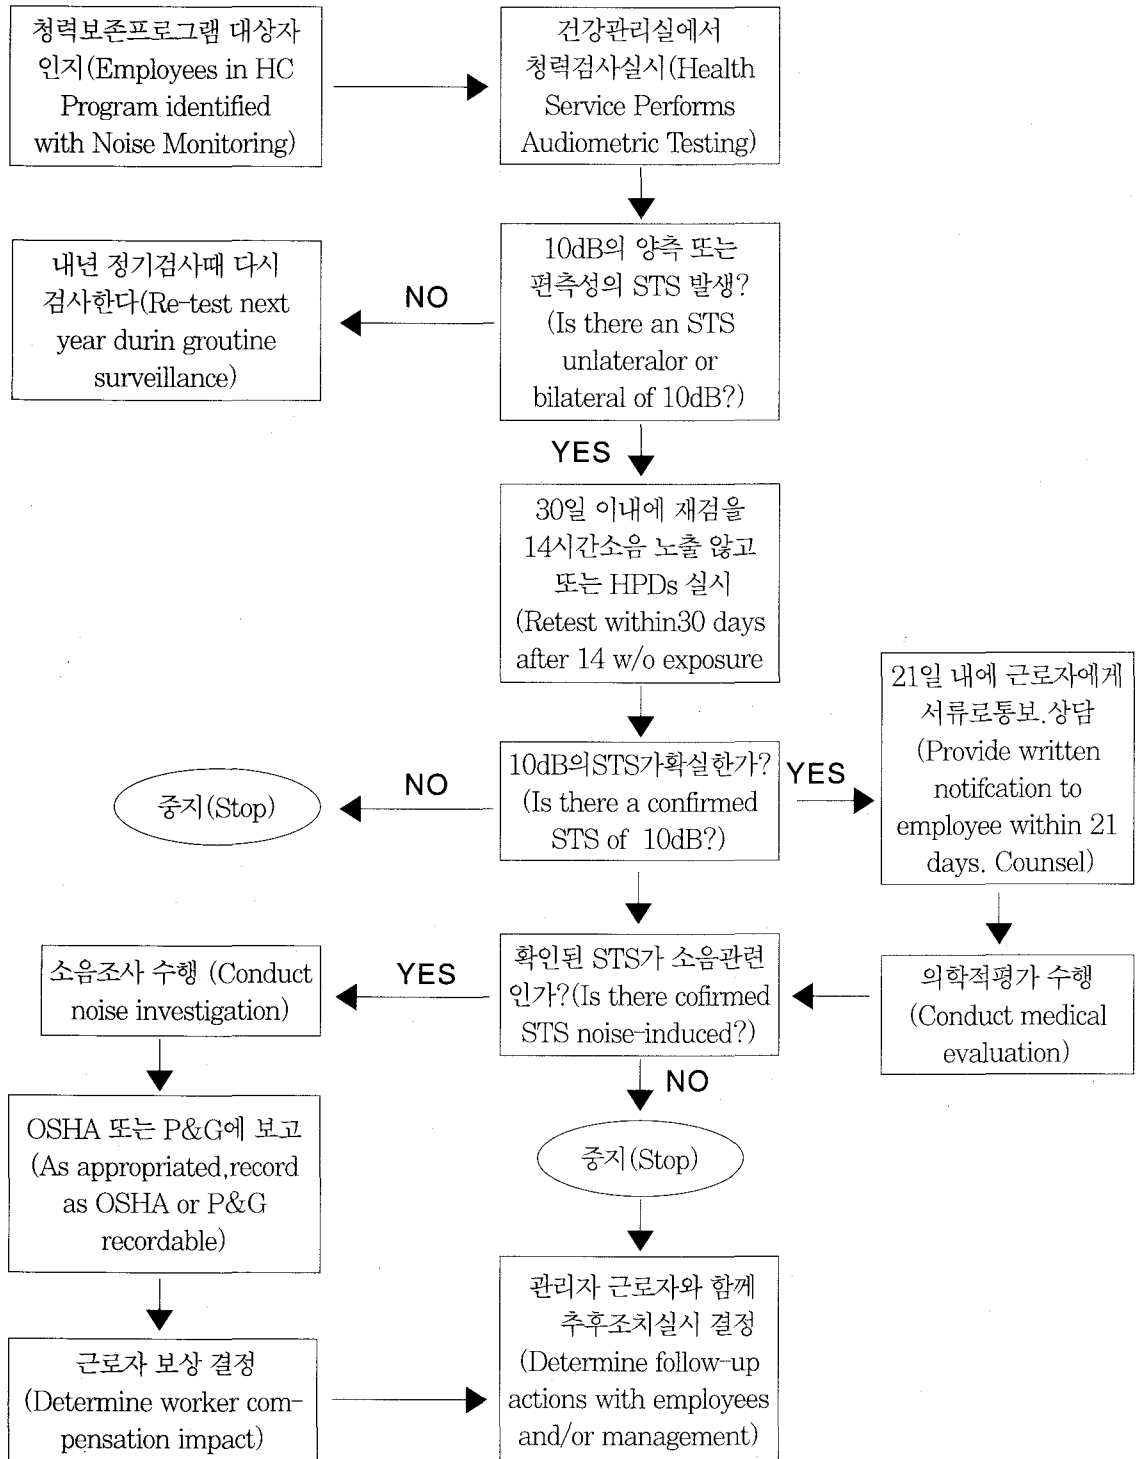 청력보존프로그램 대상자
인지(Employees in HC
Program identified
with Noise Monitoring)
건강관리실에서
청력검사실시(Health
Service Performs
Audiometric Testing)
내년 정기검사때 다시
검사한다(Re-test next
year durin groutine
surveillance)
NO
10dB의 양측 또는
편측성의 STS 발생?
(Is there an STS
unlateralor or
bilateral of 10dB?)
YES
30일 이내에 재검을
14시간소음 노출 않고
또는 HPDs 실시
(Retest within30 days
after 14 w/o exposure
중지(Stop)
NO
10dB의STS가확실한가?
(Is there a confirmed
STS of 10dB?)
YES
21일 내에 근로자에게
서류로통보.상담
(Provide written
notifcation to
employee within 21
days. Counsel)
소음조사 수행 (Conduct
noise investigation)
YES
확인된 STS가 소음관련
인가?(Is there cofirmed
STS noise-induced?)
의학적평가 수행
(Conduct medical
evaluation)
NO
OSHA 또는 P&G에 보고
(As appropriated,record
as OSHA or P&G
recordable)
중지(Stop)
근로자 보상 결정
(Determine worker com-
pensation impact)
관리자 근로자와 함께
추후조치실시 결정
(Determine follow-up
actions with employees
and/or management)